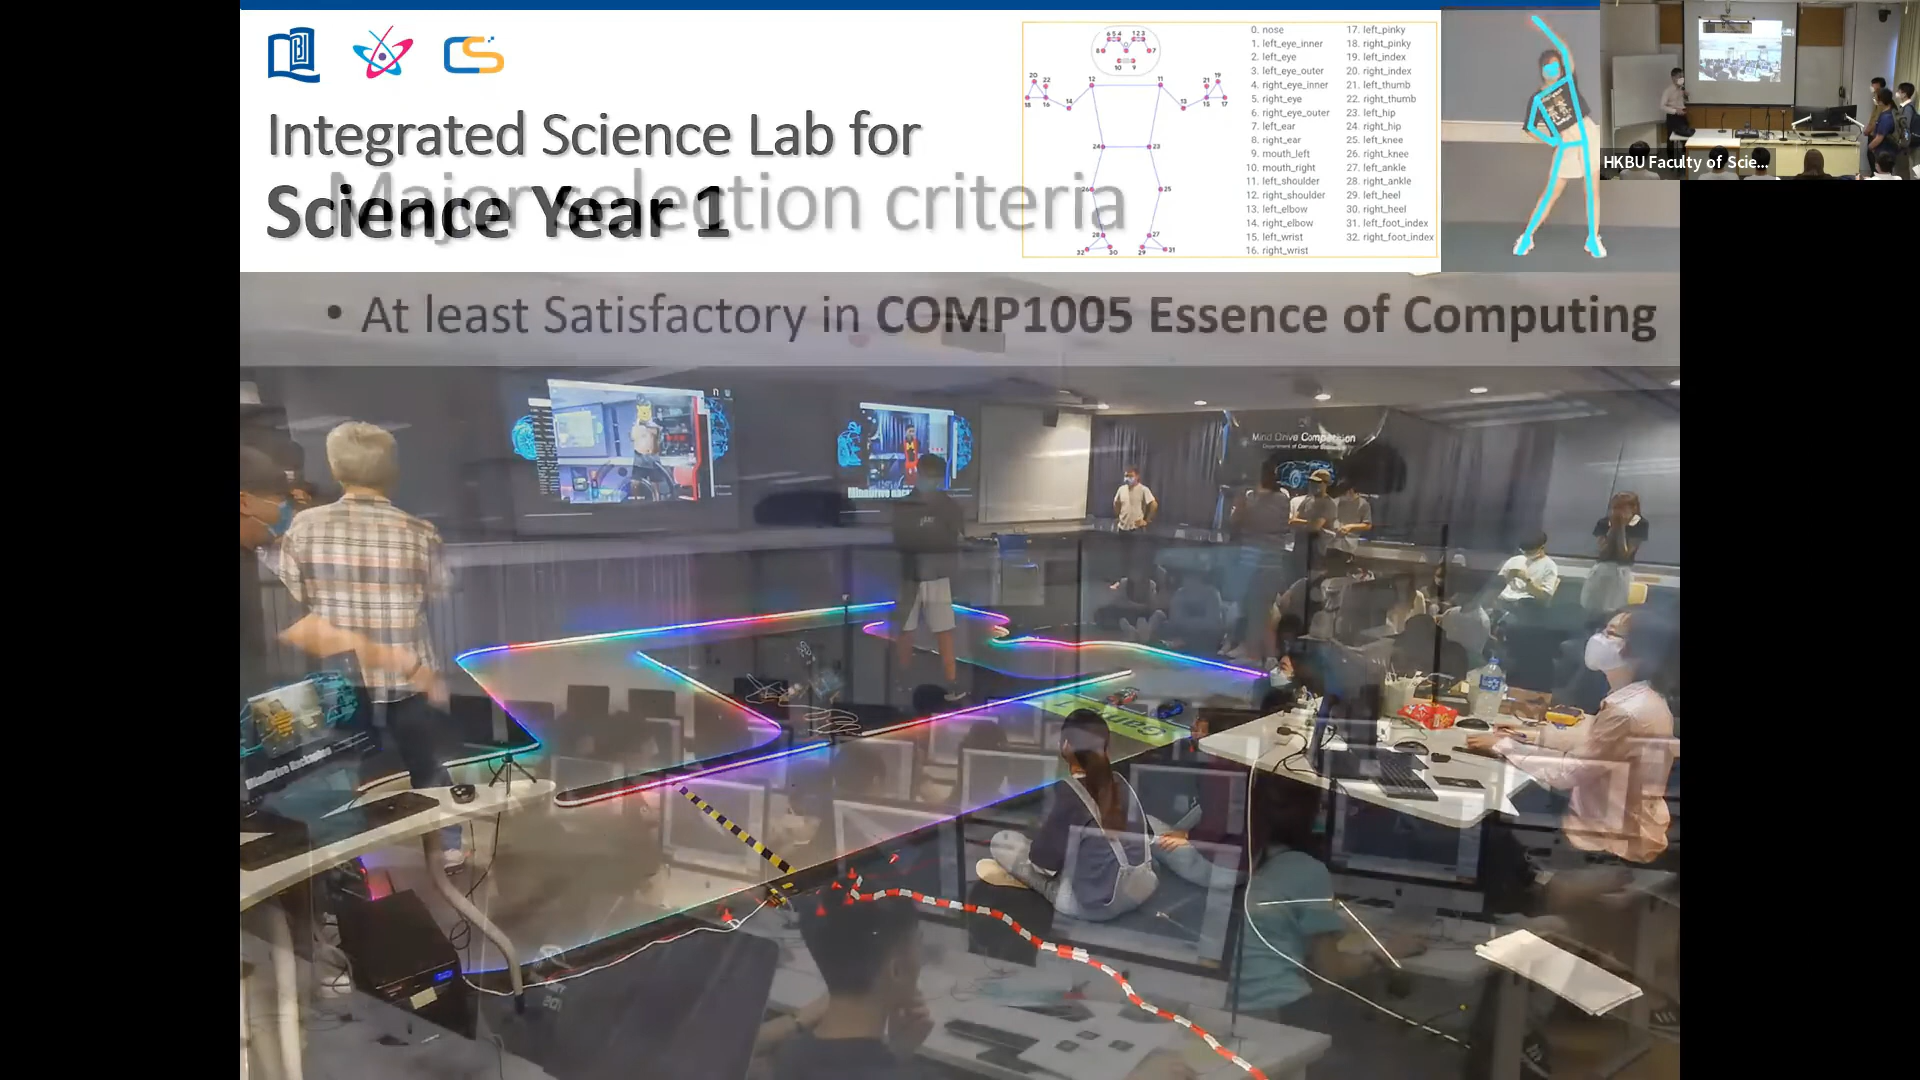 Integrated Science Lab for
Science Year 1
Major selection criteria
• At least Satisfactory in COMP1005 Essence of Computing
0. nose
1. left_eye_inner
2. left_eye
3. left_eye_outer
4. right_eye_inner
5. right_eye
6. right_eye_outer
7. left_ear
8. right_ear
9. mouth_left
10. mouth_right
11. left_shoulder
12. right_shoulder
13. left_elbow
14. right_elbow
15. left_wrist
16. right_wrist
17. left_pinky
18. right_pinky
19. left_index
20. right_index
21. left_thumb
22. right_thumb
23. left_hip
24. right_hip
25. left_knee
26. right_knee
27. left_ankle
28. right_ankle
29. left_heel
30. right_heel
31. left_foot_index
32. right_foot_index
HKBU Faculty of Scie...
Mind Drive Competition
Department of Computer Science